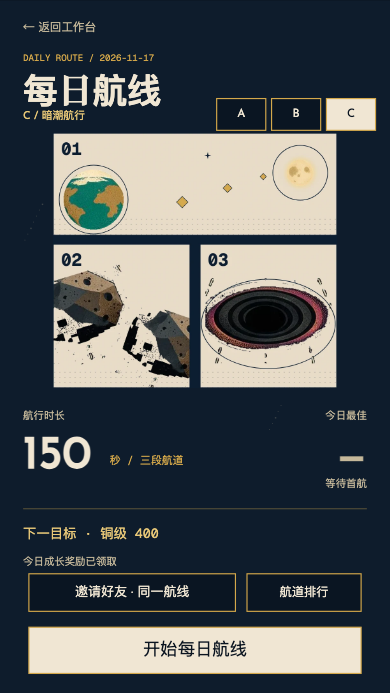 ← 返回工作台
DAILY ROUTE / 2026-11-17
每日航线
C / 暗潮航行
A
B
C
01
02
03
航行时长
今日最佳
150 秒 / 三段航道
—
等待首航
下一目标 · 铜级 400
今日成长奖励已领取
邀请好友 · 同一航线
航道排行
开始每日航线